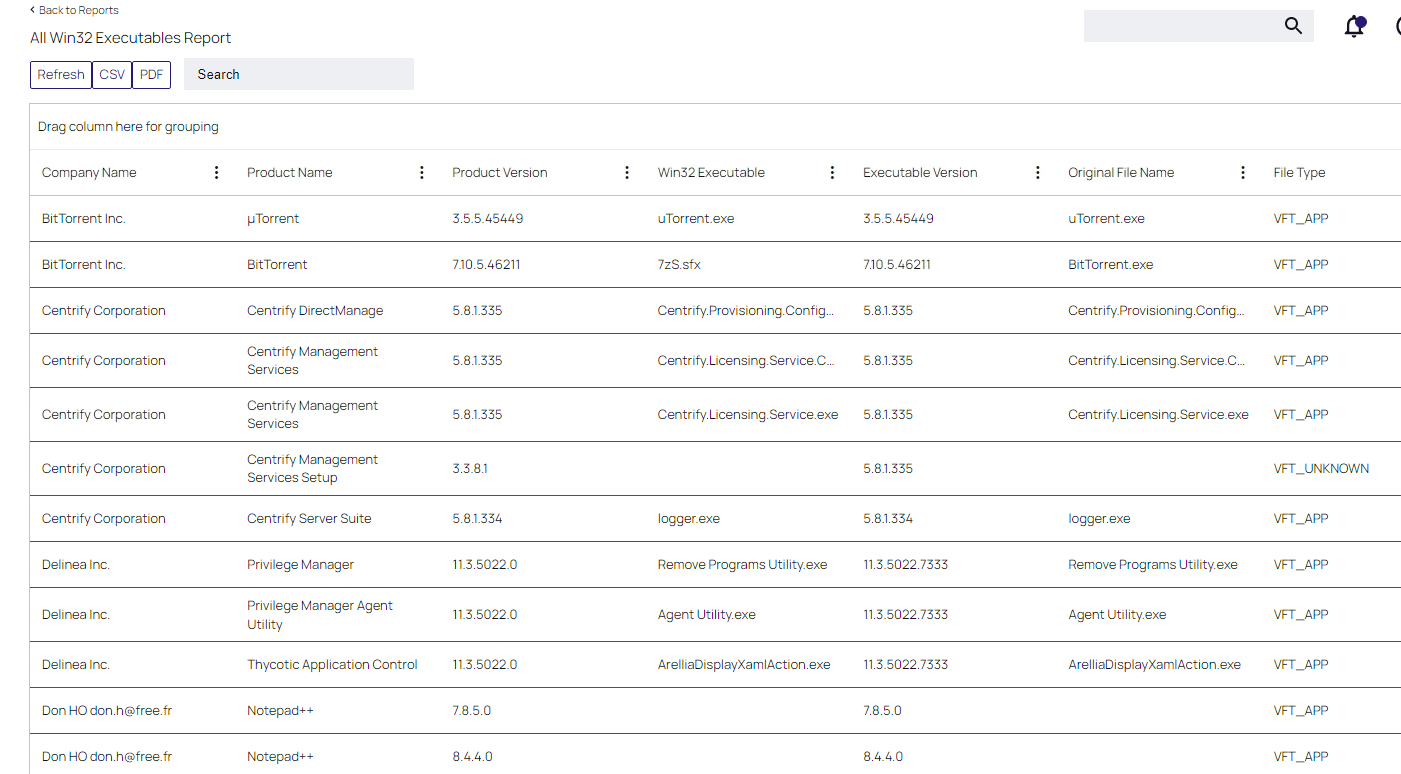 Back to Reports
All Win32 Executables Report
Refresh CSV PDF Search
Drag column here for grouping
Company Name Product Name Product Version Win32 Executable Executable Version Original File Name File Type
BitTorrent Inc. µTorrent 3.5.5.45449 uTorrent.exe 3.5.5.45449 uTorrent.exe VFT_APP
BitTorrent Inc. BitTorrent 7.10.5.46211 7zS.sfx 7.10.5.46211 BitTorrent.exe VFT_APP
Centrify Corporation Centrify DirectManage 5.8.1.335 Centrify.Provisioning.Config... 5.8.1.335 Centrify.Provisioning.Config... VFT_APP
Centrify Corporation Centrify Management Services 5.8.1.335 Centrify.Licensing.Service.C... 5.8.1.335 Centrify.Licensing.Service.C... VFT_APP
Centrify Corporation Centrify Management Services 5.8.1.335 Centrify.Licensing.Service.exe 5.8.1.335 Centrify.Licensing.Service.exe VFT_APP
Centrify Corporation Centrify Management Services Setup 3.3.8.1 5.8.1.335 VFT_UNKNOWN
Centrify Corporation Centrify Server Suite 5.8.1.334 logger.exe 5.8.1.334 logger.exe VFT_APP
Delinea Inc. Privilege Manager 11.3.5022.0 Remove Programs Utility.exe 11.3.5022.7333 Remove Programs Utility.exe VFT_APP
Delinea Inc. Privilege Manager Agent Utility 11.3.5022.0 Agent Utility.exe 11.3.5022.7333 Agent Utility.exe VFT_APP
Delinea Inc. Thycotic Application Control 11.3.5022.0 ArelliaDisplayXamlAction.exe 11.3.5022.7333 ArelliaDisplayXamlAction.exe VFT_APP
Don HO don.h@free.fr Notepad++ 7.8.5.0 7.8.5.0 VFT_APP
Don HO don.h@free.fr Notepad++ 8.4.4.0 8.4.4.0 VFT_APP